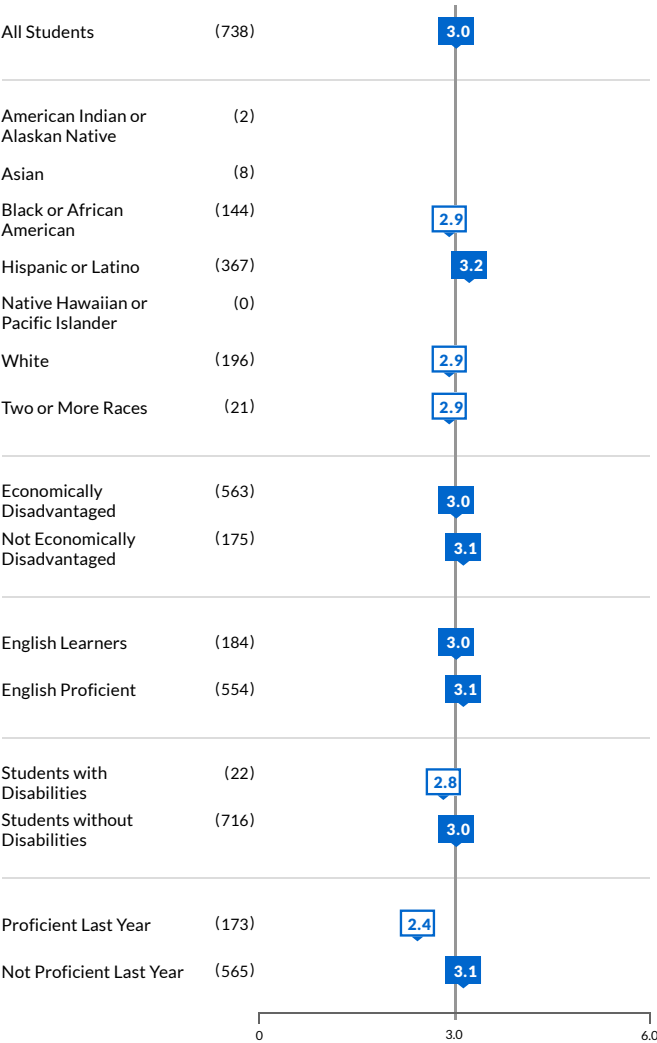 All Students (738) 3.0
American Indian or (2)
Alaskan Native
Asian (8)
Black or African (144) 2.9
American
Hispanic or Latino (367) 3.2
Native Hawaiian or (0)
Pacific Islander
White (196) 2.9
Two or More Races (21) 2.9
Economically (563) 3.0
Disadvantaged
Not Economically (175) 3.1
Disadvantaged
English Learners (184) 3.0
English Proficient (554) 3.1
Students with (22) 2.8
Disabilities
Students without (716) 3.0
Disabilities
Proficient Last Year (173) 2.4
Not Proficient Last Year (565) 3.1
0 3.0 6.0